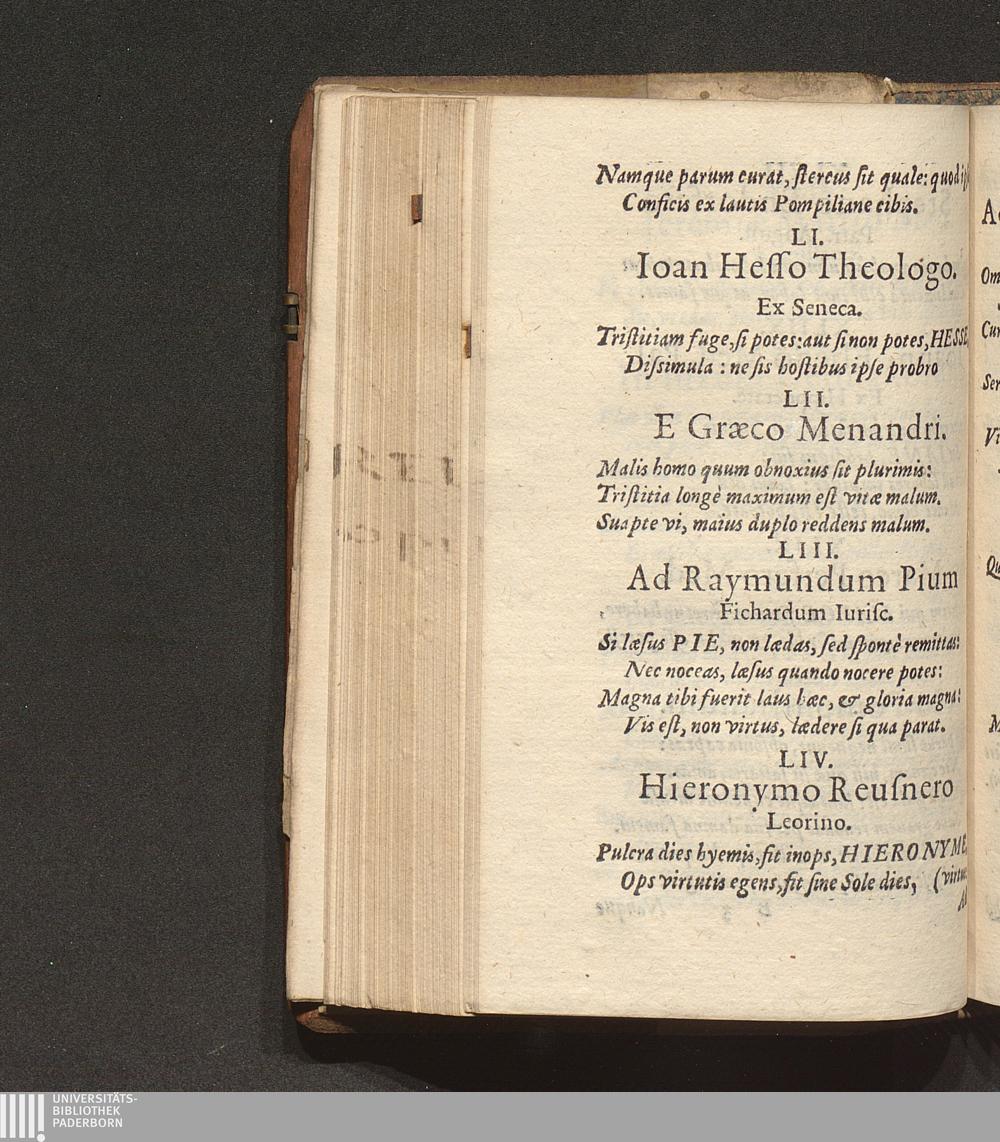 Namque parum curat, ſtercus ſit quale: quod
Conficis ex lautis Pompiliane cibis.
LI.
Ioan Heſſo Theologo.
Ex Seneca.
Triſtitiam fuge, ſi potes: aut ſi non potes, HESSE
Diſsimula : ne ſis hoſtibus ipſe probro
LII.
E Græco Menandri.
Malis homo quum obnoxius ſit plurimis:
Triſtitia longè maximum eſt vitæ malum.
Suapte vi, maius duplo reddens malum.
LIII.
Ad Raymundum Pium
Fichardum Iuriſc.
Si læſus PIE, non lædas, ſed ſpontè remittas:
Nec noceas, læſus quando nocere potes:
Magna tibi fuerit laus hæc, & gloria magna:
Vis eſt, non virtus, lædere ſi qua parat.
LIV.
Hieronymo Reuſnero
Leorino.
Pulcra dies hyemis, ſit inops, HIERONYME,
Ops virtutis egens, ſit ſine Sole dies,
UNIVERSITÄTS-
BIBLIOTHEK
PADERBORN